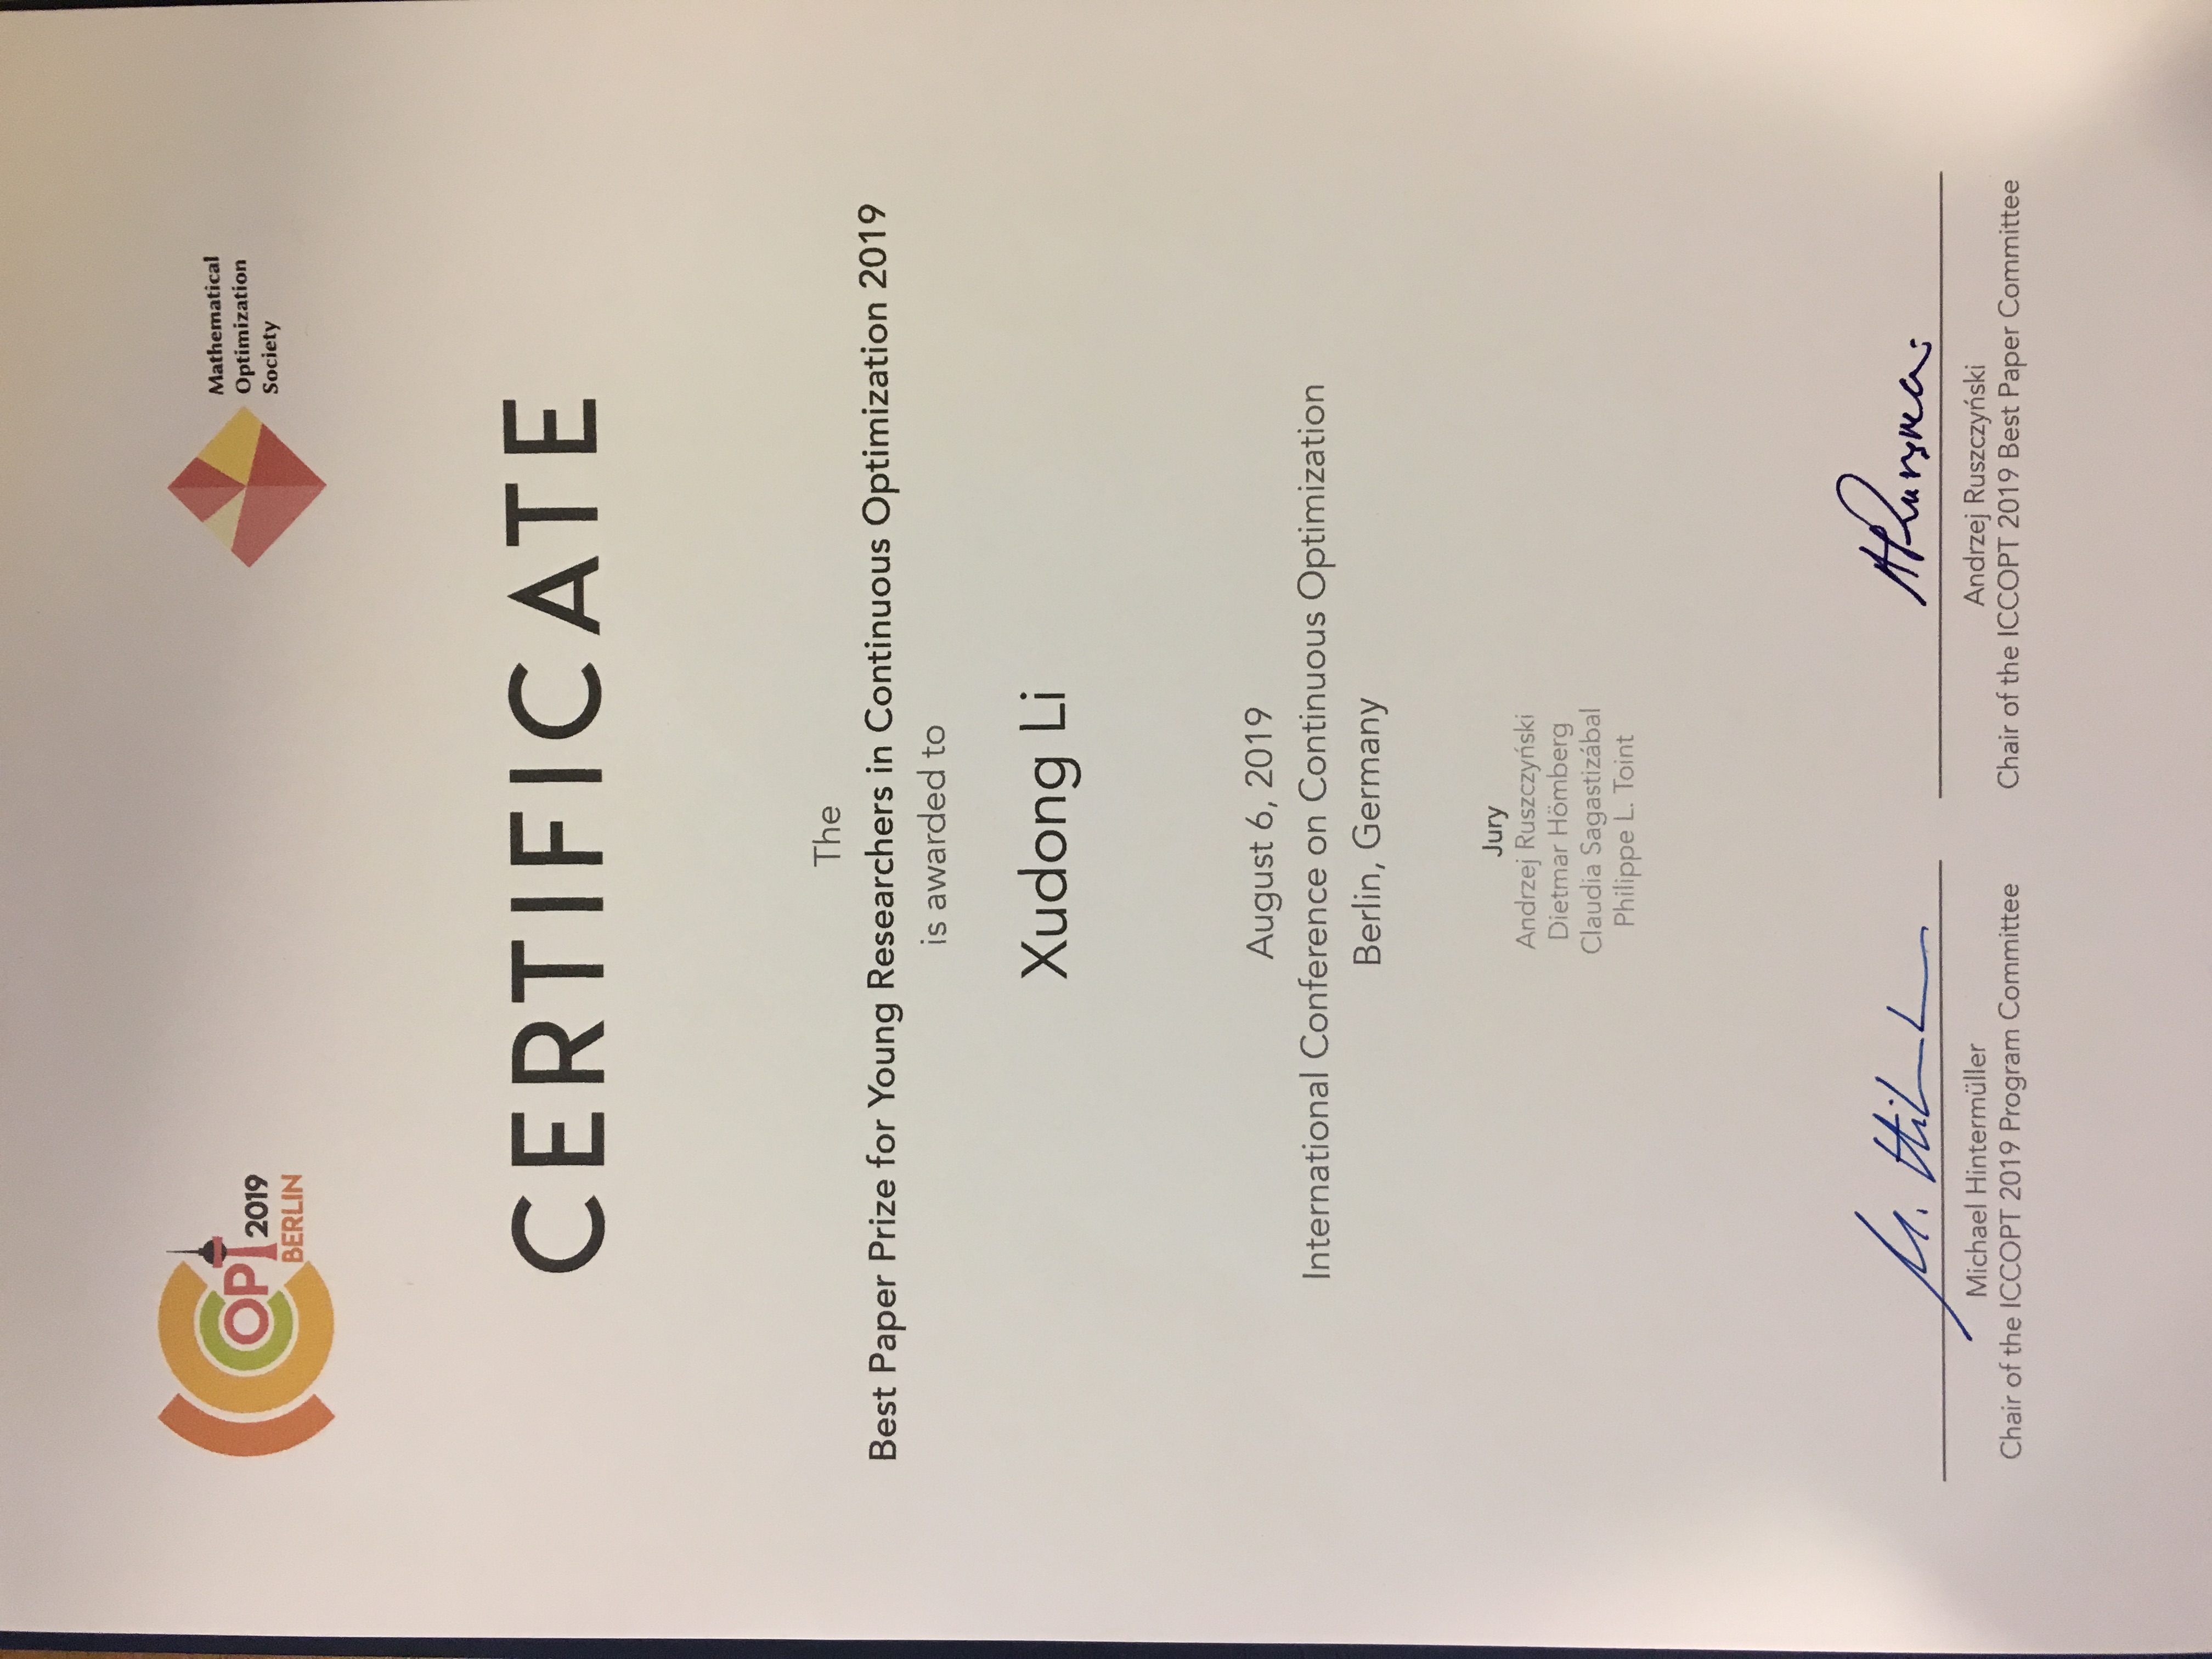 ICCOPT 2019
BERLIN
Mathematical
Optimization
Society
CERTIFICATE
The
Best Paper Prize for Young Researchers in Continuous Optimization 2019
is awarded to
Xudong Li
August 6, 2019
International Conference on Continuous Optimization
Berlin, Germany
Jury
Andrzej Ruszczyński
Dietmar Hömberg
Claudia Sagastizábal
Philippe L. Toint
Michael Hintermüller
Chair of the ICCOPT 2019 Program Committee
Andrzej Ruszczyński
Chair of the ICCOPT 2019 Best Paper Committee